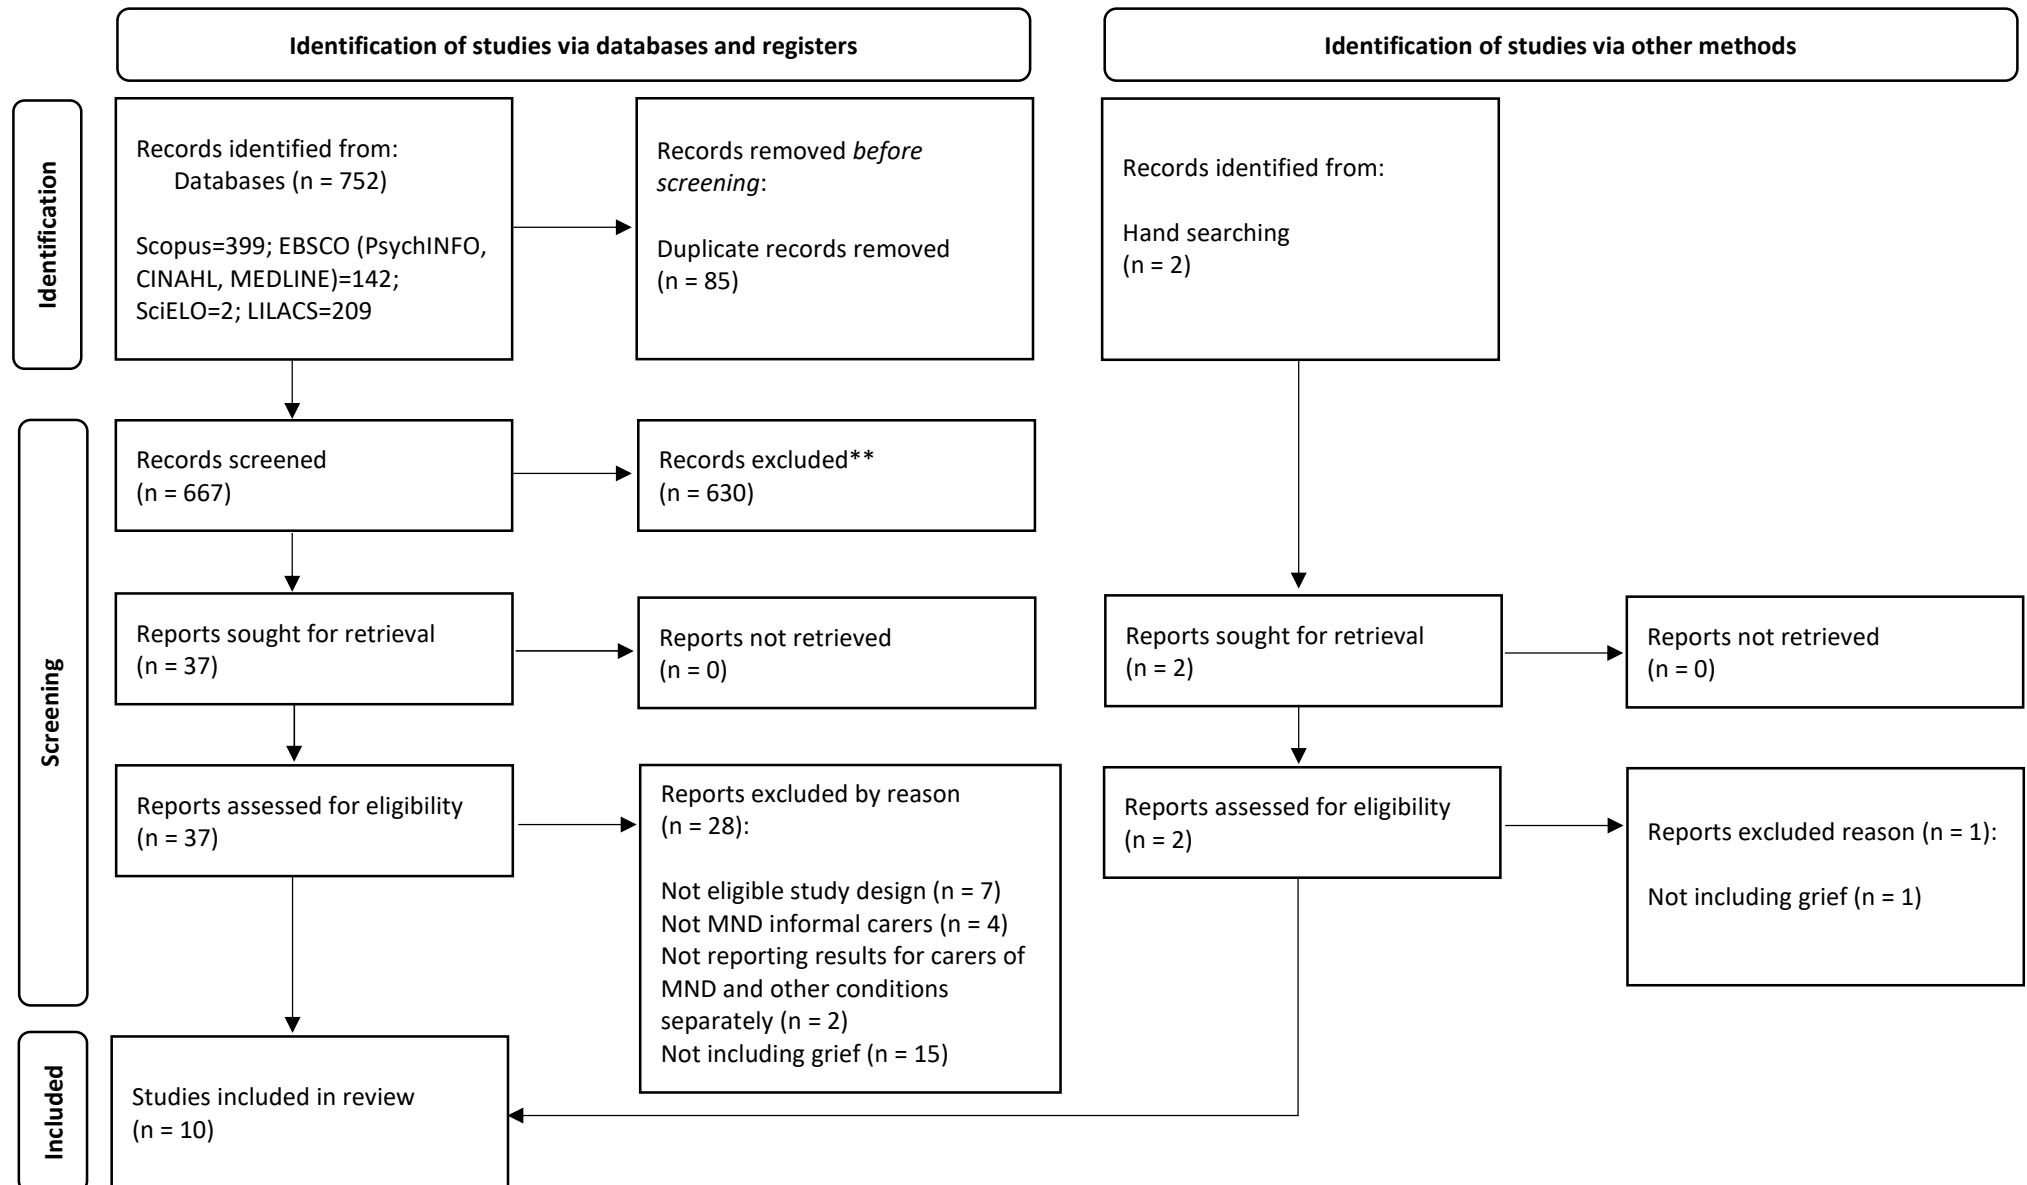 Identification of studies via databases and registers
Identification of studies via other methods
Identification
Records identified from:
Databases (n = 752)
Scopus=399; EBSCO (PsychINFO,
CINAHL, MEDLINE)=142;
SciELO=2; LILACS=209
Records removed before
screening:
Duplicate records removed
(n = 85)
Records identified from:
Hand searching
(n = 2)
Screening
Records screened
(n = 667)
Records excluded**
(n = 630)
Reports sought for retrieval
(n = 37)
Reports not retrieved
(n = 0)
Reports sought for retrieval
(n = 2)
Reports not retrieved
(n = 0)
Reports assessed for eligibility
(n = 37)
Reports excluded by reason
(n = 28):
Not eligible study design (n = 7)
Not MND informal carers (n = 4)
Not reporting results for carers of
MND and other conditions
separately (n = 2)
Not including grief (n = 15)
Reports assessed for eligibility
(n = 2)
Reports excluded reason (n = 1):
Not including grief (n = 1)
Included
Studies included in review
(n = 10)